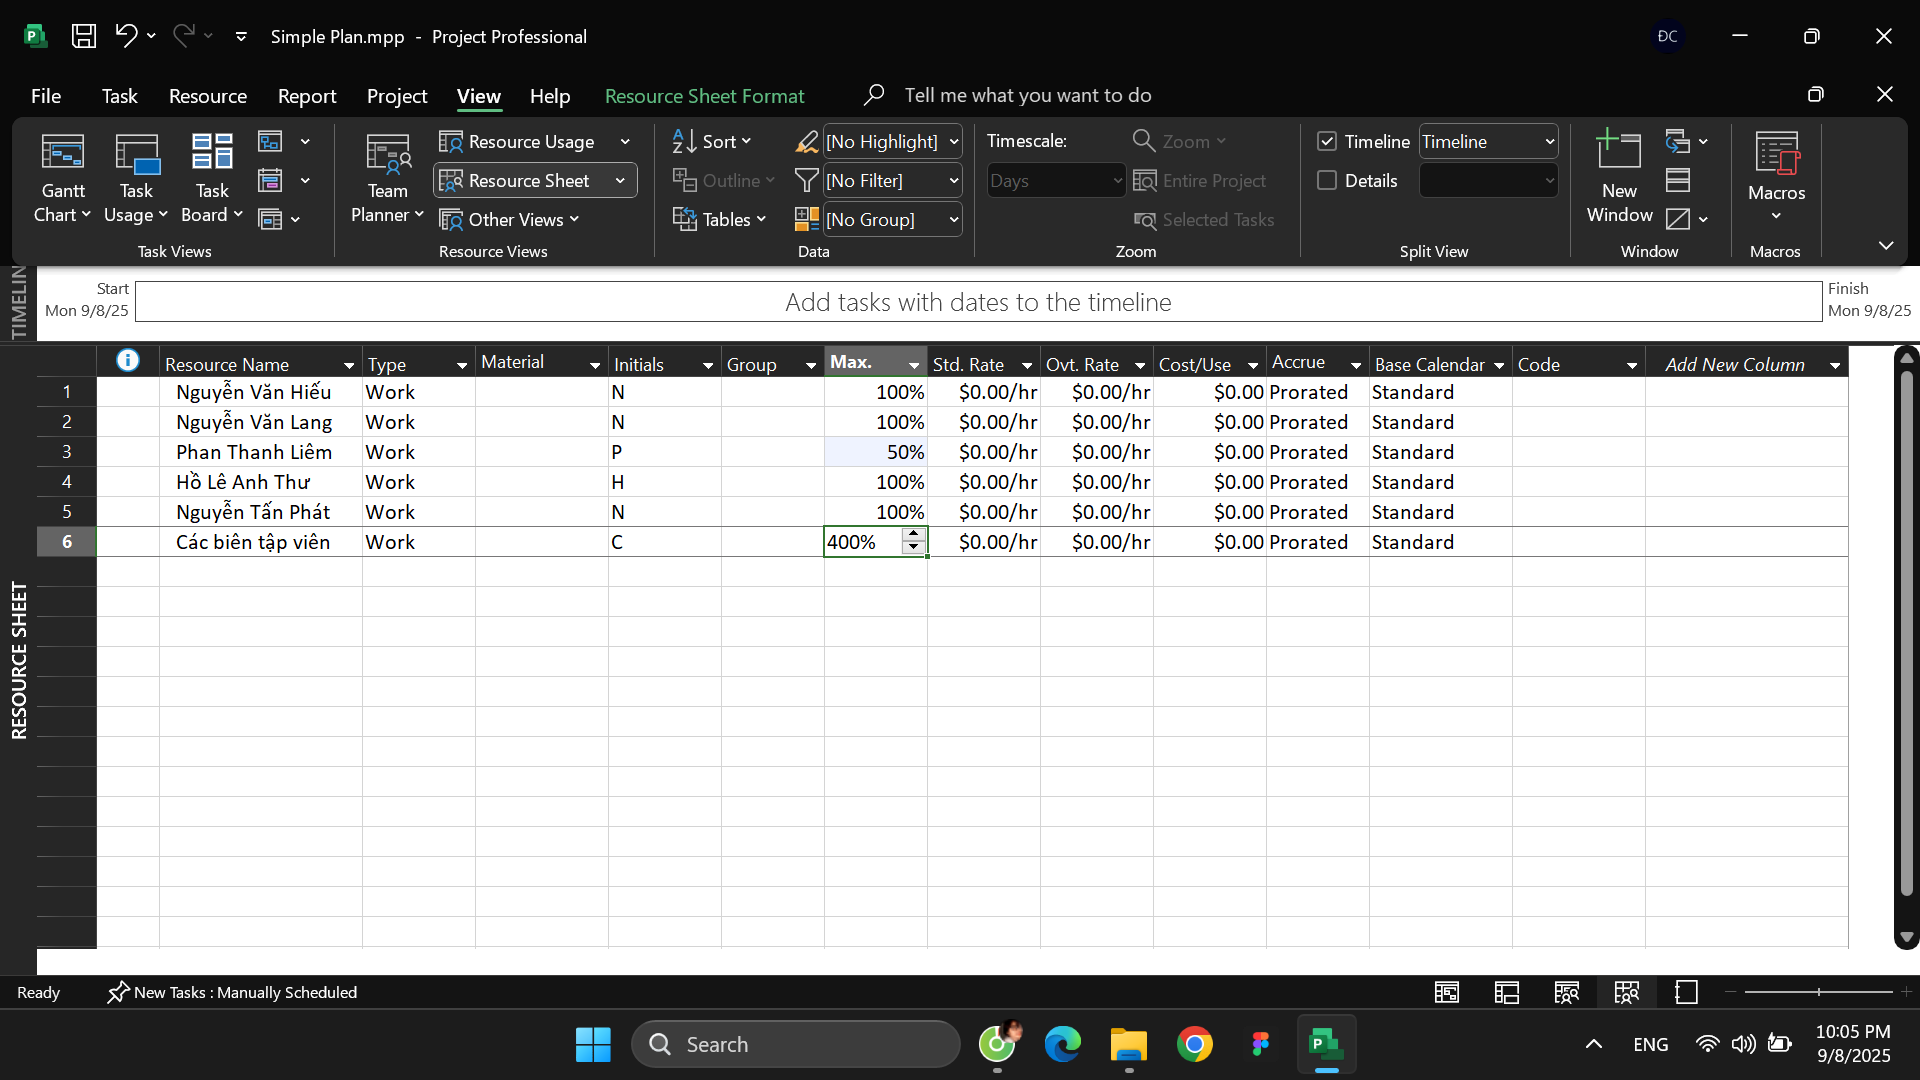 Simple Plan.mpp - Project Professional
ĐC
File Task Resource Report Project View Help Resource Sheet Format Tell me what you want to do
Gantt Chart
Task Usage
Task Board
Task Views
Team Planner
Resource Usage
Resource Sheet
Other Views
Resource Views
Sort
Outline
Tables
[No Highlight]
[No Filter]
[No Group]
Data
Timescale:
Days
Zoom
Entire Project
Selected Tasks
Zoom
Timeline Timeline
Details
Split View
New Window
Window
Macros
Macros
TIMELIN
Start
Mon 9/8/25
Add tasks with dates to the timeline
Finish
Mon 9/8/25
RESOURCE SHEET
Resource Name Type Material Initials Group Max. Std. Rate Ovt. Rate Cost/Use Accrue Base Calendar Code Add New Column
1 Nguyễn Văn Hiếu Work N 100% $0.00/hr $0.00/hr $0.00 Prorated Standard
2 Nguyễn Văn Lang Work N 100% $0.00/hr $0.00/hr $0.00 Prorated Standard
3 Phan Thanh Liêm Work P 50% $0.00/hr $0.00/hr $0.00 Prorated Standard
4 Hồ Lê Anh Thư Work H 100% $0.00/hr $0.00/hr $0.00 Prorated Standard
5 Nguyễn Tấn Phát Work N 100% $0.00/hr $0.00/hr $0.00 Prorated Standard
6 Các biên tập viên Work C 400% $0.00/hr $0.00/hr $0.00 Prorated Standard
Ready New Tasks : Manually Scheduled
Search
ENG
10:05 PM
9/8/2025